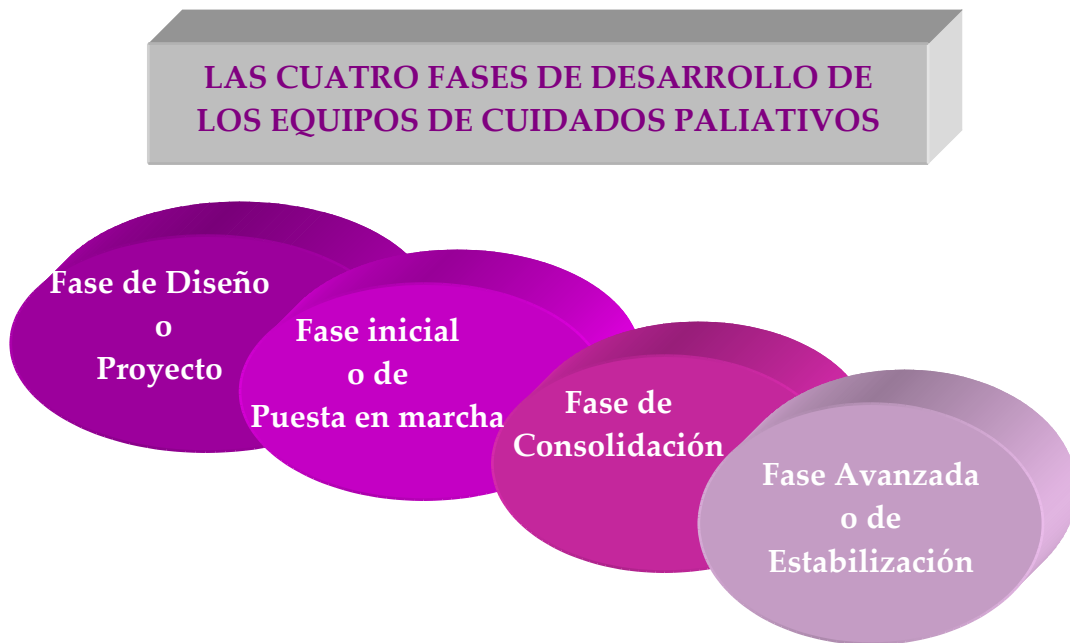 LAS CUATRO FASES DE DESARROLLO DE
LOS EQUIPOS DE CUIDADOS PALIATIVOS
Fase de Diseño
o
Proyecto
Fase inicial
o de
Puesta en marcha
Fase de
Consolidación
Fase Avanzada
o de
Estabilización